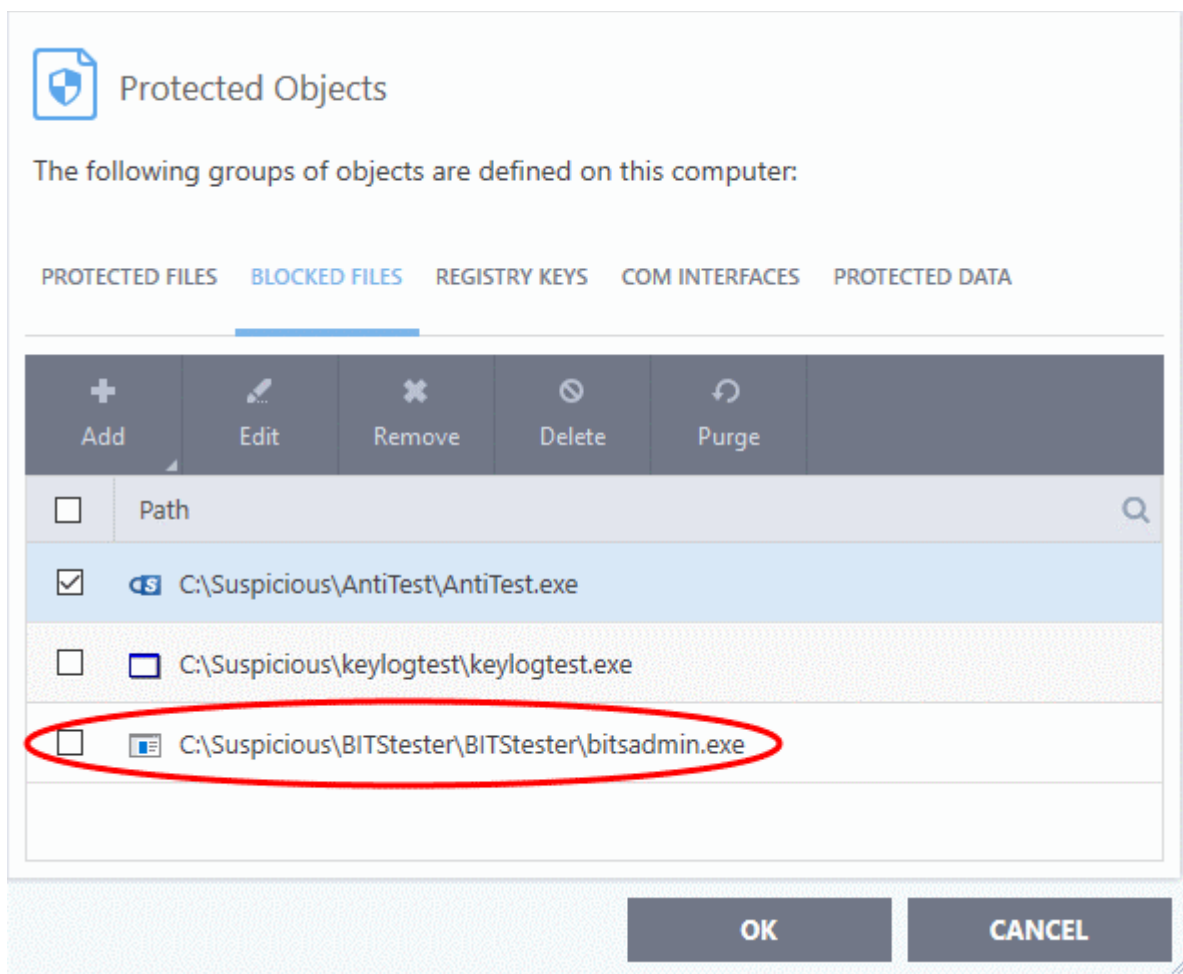 Protected Objects
The following groups of objects are defined on this computer:
PROTECTED FILES BLOCKED FILES REGISTRY KEYS COM INTERFACES PROTECTED DATA
Add Edit Remove Delete Purge
Path
C:\Suspicious\AntiTest\AntiTest.exe
C:\Suspicious\keylogtest\keylogtest.exe
C:\Suspicious\BITStester\BITStester\bitsadmin.exe
OK CANCEL